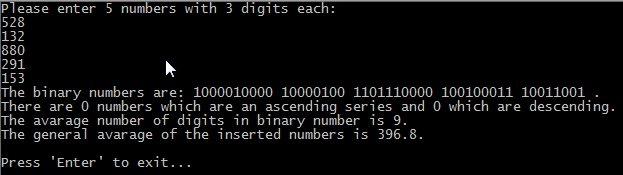 Please enter 5 numbers with 3 digits each:
528
132
880
291
153
The binary numbers are: 1000010000 10000100 1101110000 100100011 10011001 .
There are 0 numbers which are an ascending series and 0 which are descending.
The avarage number of digits in binary number is 9.
The general avarage of the inserted numbers is 396.8.
Press 'Enter' to exit...